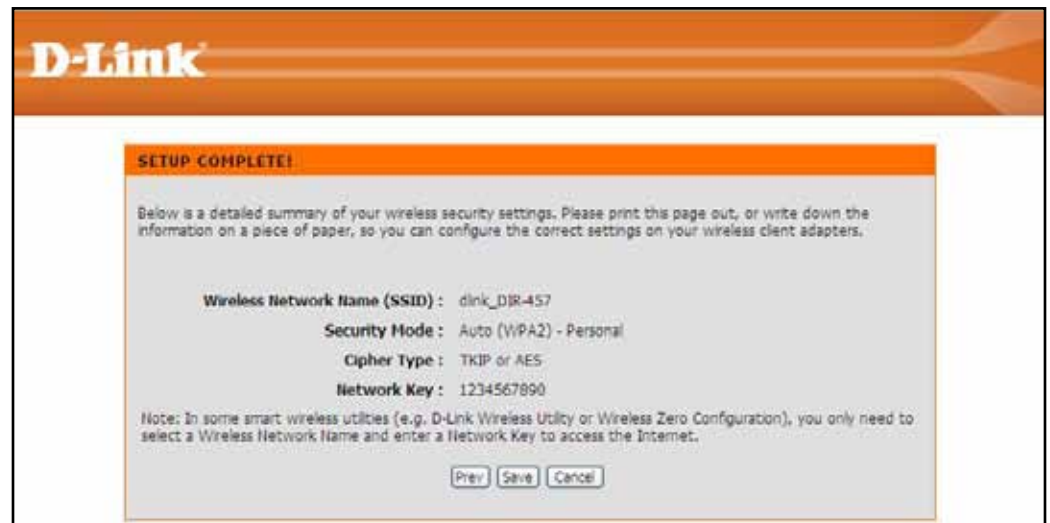 D-Link
SETUP COMPLETE!
Below is a detailed summary of your wireless security settings. Please print this page out, or write down the
information on a piece of paper, so you can configure the correct settings on your wireless client adapters.
Wireless Network Name (SSID) : dlink_DIR-457
Security Mode : Auto (WPA2) - Personal
Cipher Type : TKIP or AES
Network Key : 1234567890
Note: In some smart wireless utilities (e.g. D-Link Wireless Utility or Wireless Zero Configuration), you only need to
select a Wireless Network Name and enter a Network Key to access the Internet.
Prev Save Cancel